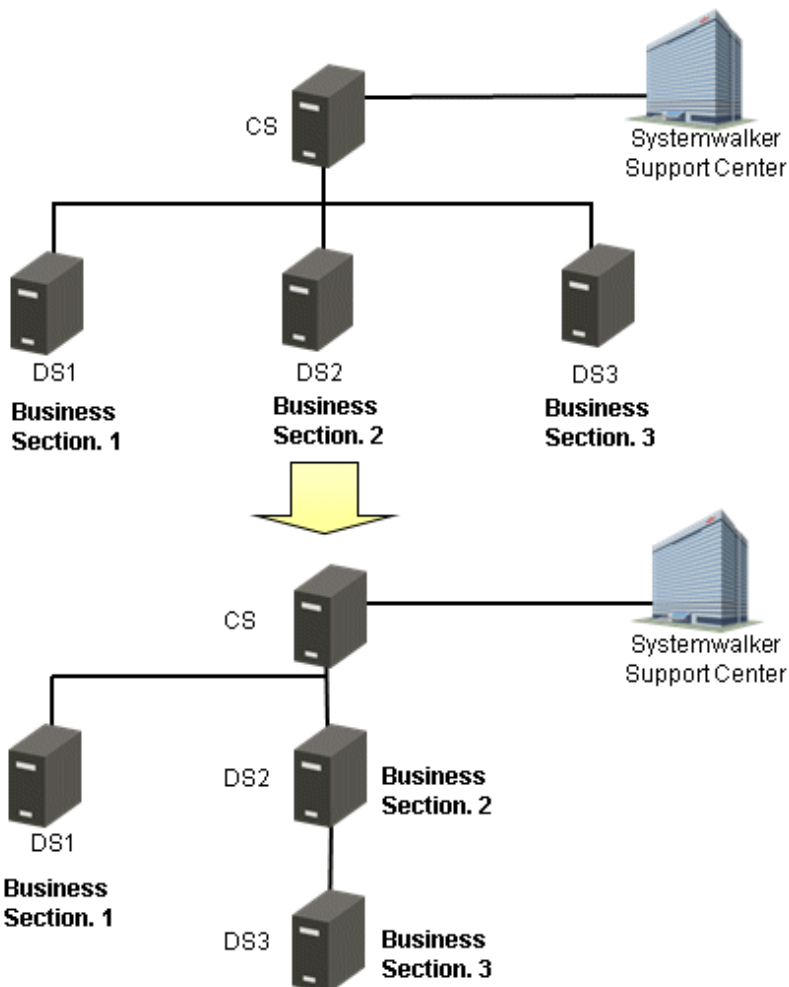 CS
Systemwalker
Support Center
DS1
Business
Section. 1
DS2
Business
Section. 2
DS3
Business
Section. 3
CS
Systemwalker
Support Center
DS2
Business
Section. 2
DS1
Business
Section. 1
DS3
Business
Section. 3